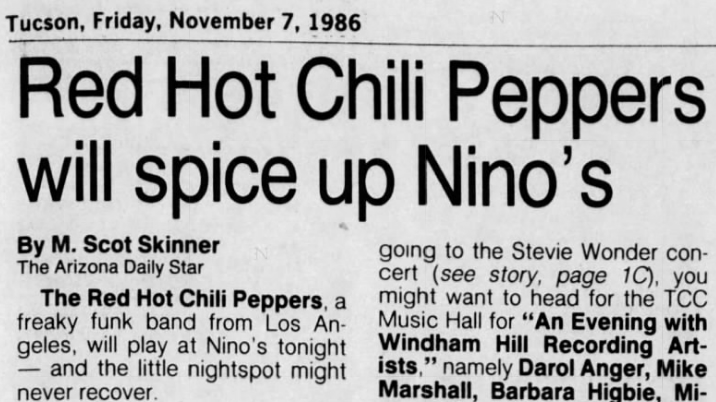 Tucson, Friday, November 7, 1986
Red Hot Chili Peppers
will spice up Nino's
By M. Scot Skinner
The Arizona Daily Star
The Red Hot Chili Peppers, a
freaky funk band from Los An-
geles, will play at Nino's tonight
— and the little nightspot might
never recover.
going to the Stevie Wonder con-
cert (see story, page 1C), you
might want to head for the TCC
Music Hall for "An Evening with
Windham Hill Recording Art-
ists," namely Darol Anger, Mike
Marshall, Barbara Higbie, Mi-